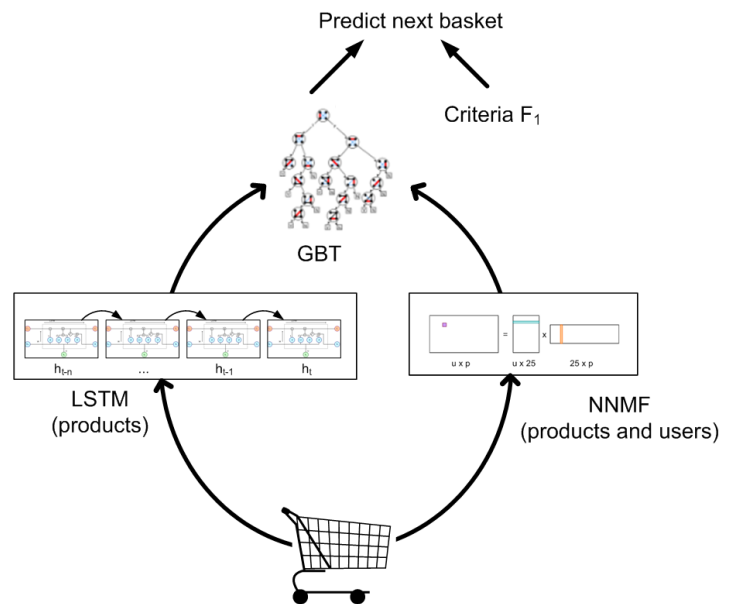 Predict next basket
Criteria F₁
GBT
hₜ₋ₙ
...
hₜ₋₁
hₜ
=
x
u x p
u x 25
25 x p
LSTM
(products)
NNMF
(products and users)